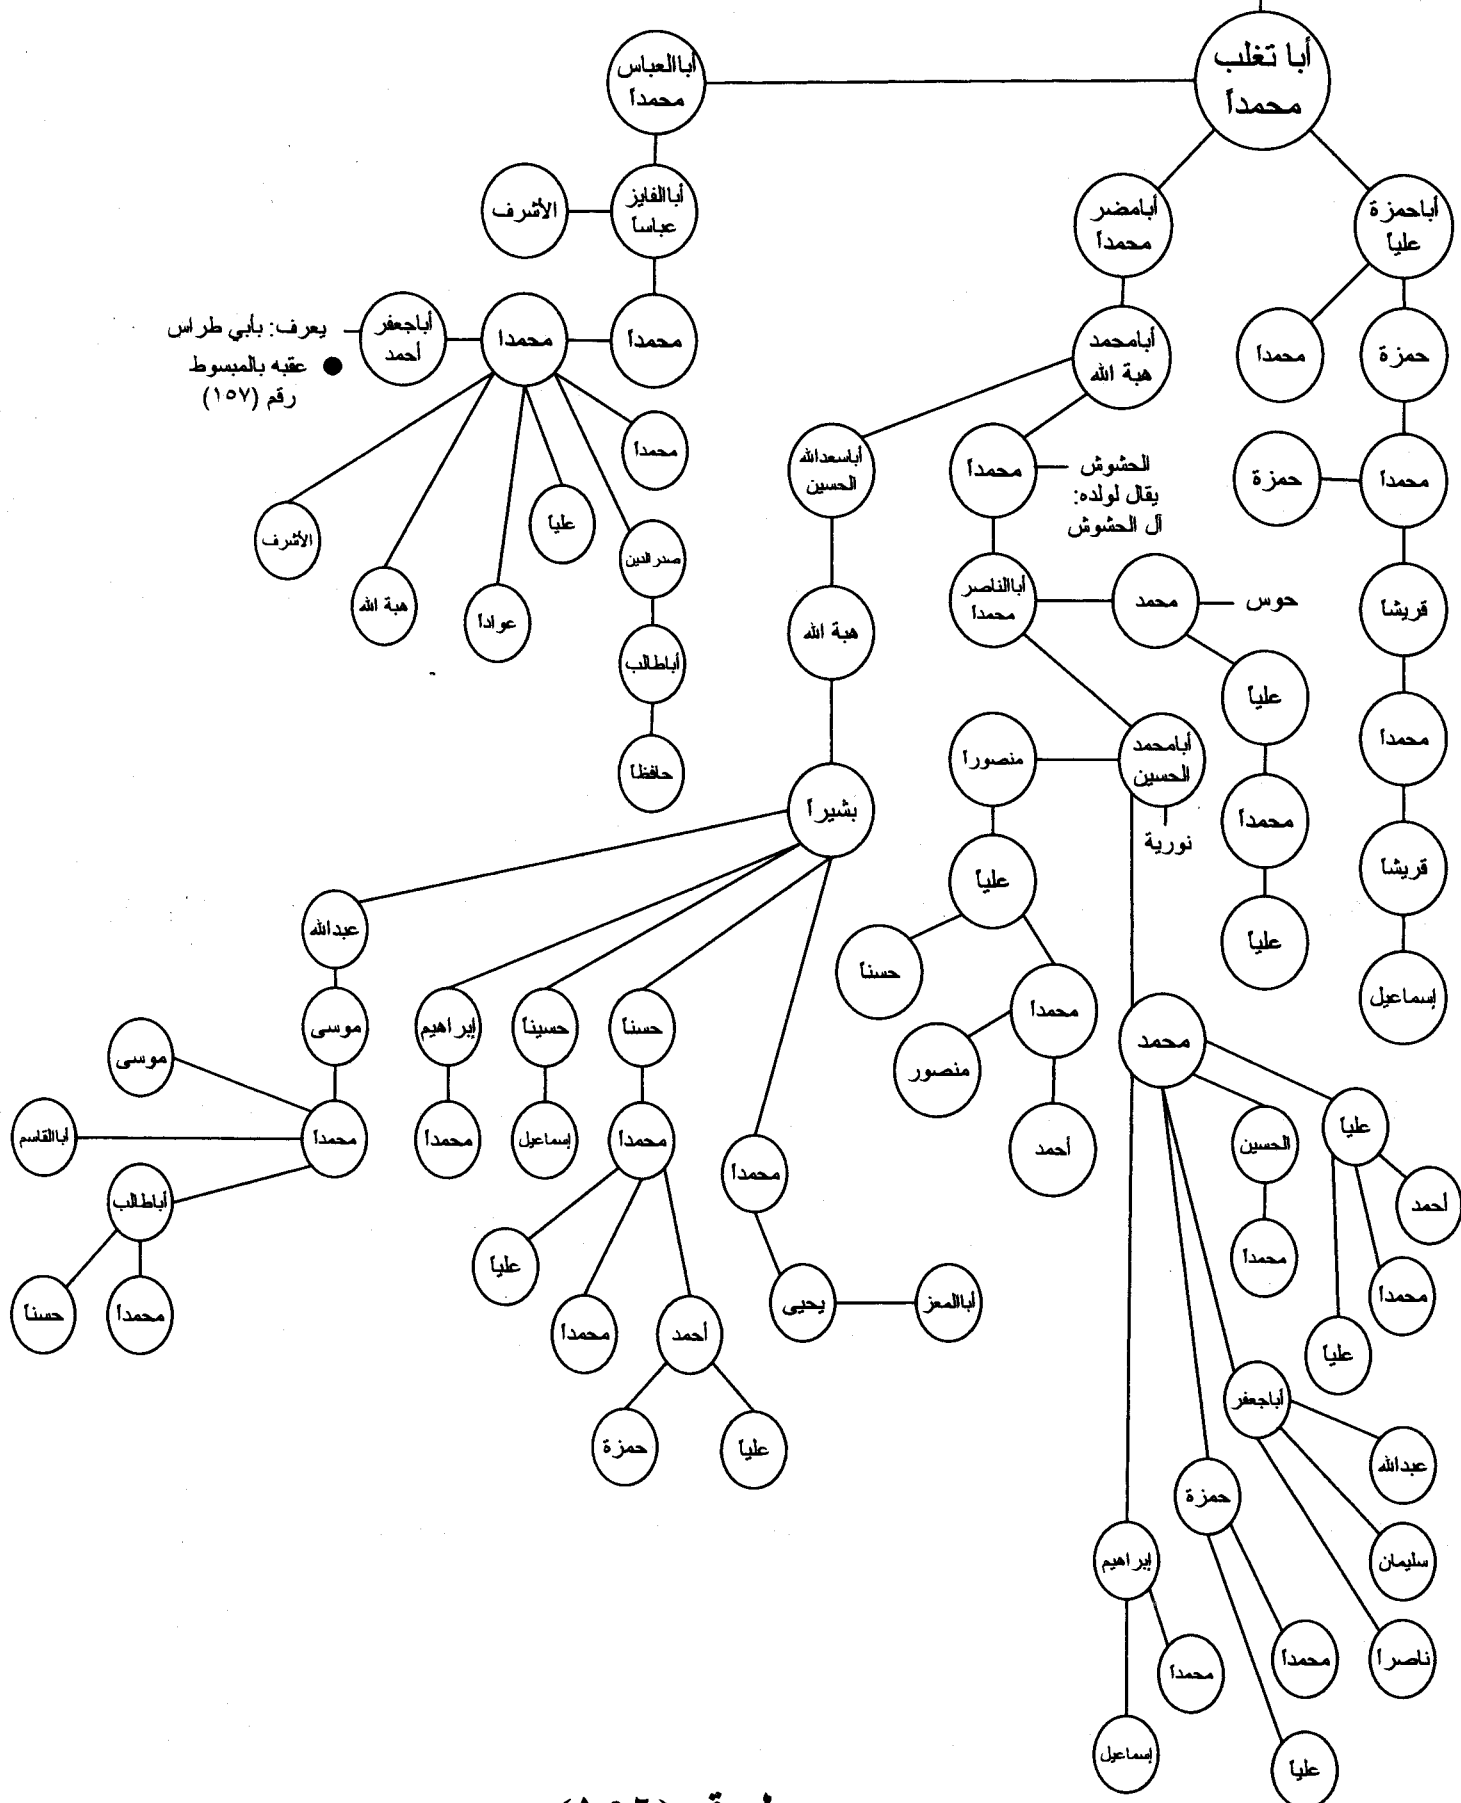 أبا تغلب
محمداً
أباالعباس
محمداً
أباحمزة
علياً
أبامضر
محمداً
أباالفايز
عباساً
الأشرف
محمداً
محمدا
أباجعفر
أحمد
يعرف: بأبي طراس
عقبه بالمبسوط
رقم (١٥٧)
أبامحمد
هبة الله
حمزة
محمداً
محمداً
حمزة
محمداً
الحشوش
يقال لولده:
آل الحشوش
أباسعدالله
الحسين
محمداً
علياً
صدرالدين
عواداً
هبة الله
الأشرف
أباطالب
حافظاً
أباالناصر
محمداً
محمد
حوس
قريشاً
هبة الله
علياً
محمداً
أبامحمد
الحسين
نورية
منصوراً
محمداً
علياً
قريشاً
إسماعيل
بشيراً
علياً
حسناً
محمداً
منصور
أحمد
عبدالله
موسى
إبراهيم
حسيناً
حسناً
محمد
موسى
محمداً
أباالقاسم
أباطالب
حسناً
محمداً
محمداً
إسماعيل
محمداً
محمداً
علياً
محمداً
أحمد
يحيى
أباالمعز
حمزة
علياً
الحسين
محمداً
علياً
أحمد
محمداً
علياً
أباجعفر
عبدالله
سليمان
ناصراً
حمزة
محمداً
علياً
إبراهيم
محمداً
إسماعيل